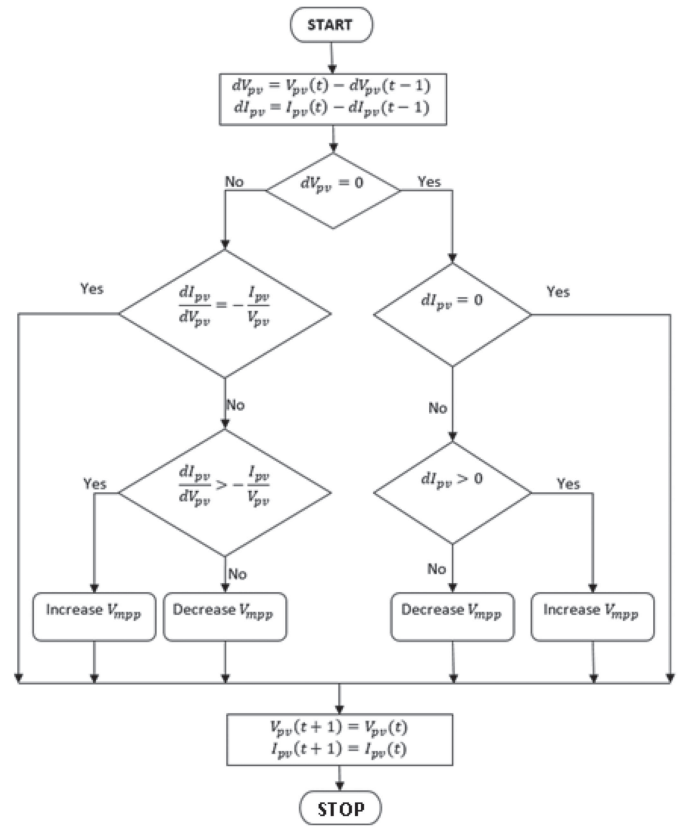 START
dV_pv = V_pv(t) − dV_pv(t − 1)
dI_pv = I_pv(t) − dI_pv(t − 1)
No
dV_pv = 0
Yes
Yes
dI_pv/dV_pv = − I_pv/V_pv
dI_pv = 0
Yes
No
No
Yes
dI_pv/dV_pv > − I_pv/V_pv
dI_pv > 0
Yes
No
No
Increase V_mpp
Decrease V_mpp
Decrease V_mpp
Increase V_mpp
V_pv(t + 1) = V_pv(t)
I_pv(t + 1) = I_pv(t)
STOP